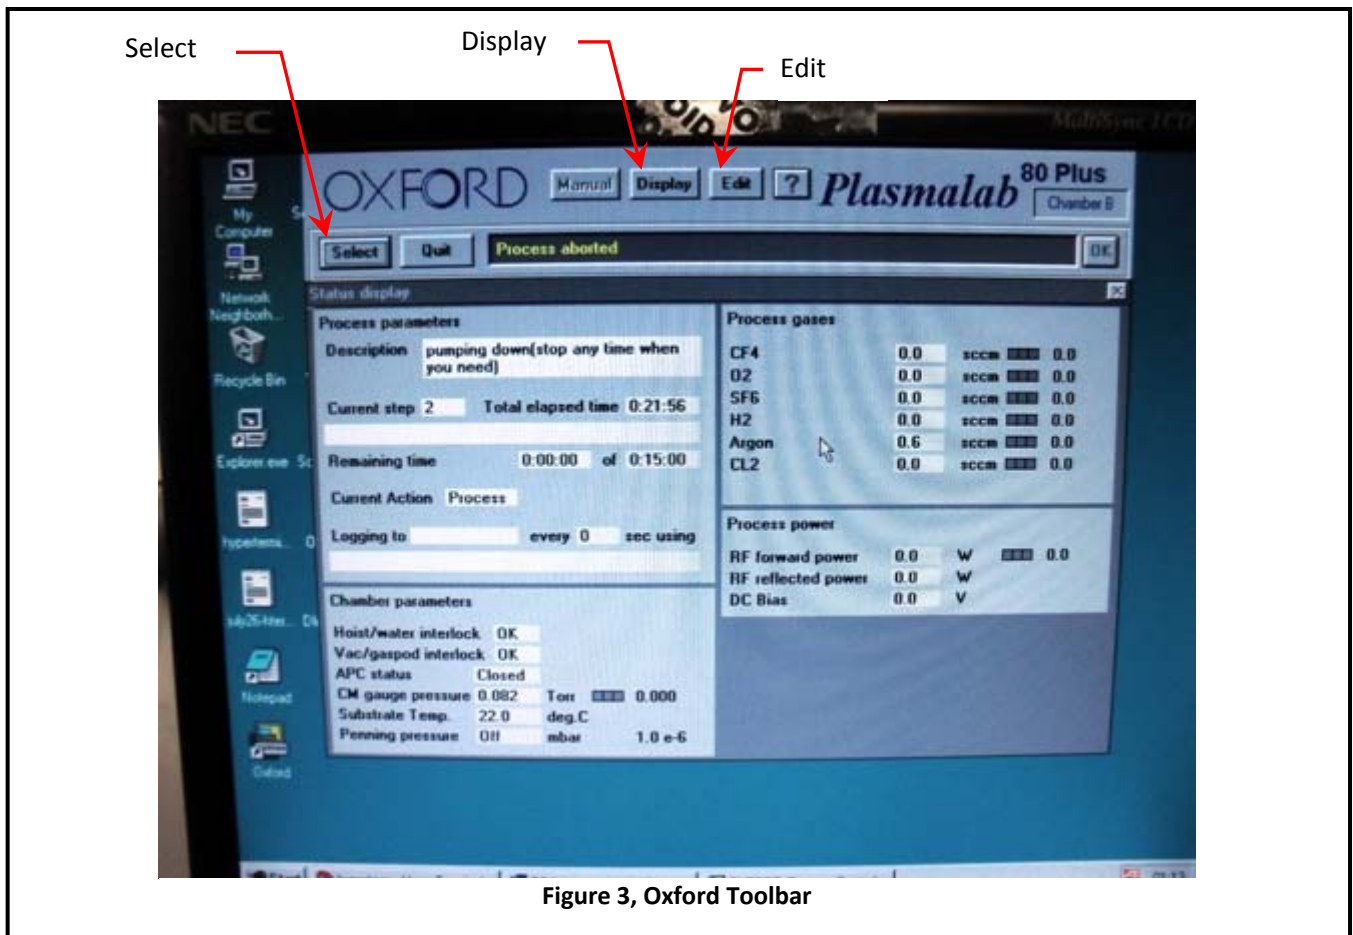 Select
Display
Edit
NEC
OXFORD Manual Display Edit ? Plasmalab 80 Plus
Chamber B
Select Quit Process aborted OK
My Computer
Network Neighborh...
Recycle Bin
Explorer.exe
Notepad
Oxford
Status display
Process parameters
Description pumping down(stop any time when
you need)
Current step 2 Total elapsed time 0:21:56
Remaining time 0:00:00 of 0:15:00
Current Action Process
Logging to every 0 sec using
Chamber parameters
Hoist/water interlock OK
Vac/gaspod interlock OK
APC status Closed
CM gauge pressure 0.082 Torr 0.000
Substrate Temp. 22.0 deg.C
Penning pressure Off mbar 1.0 e-6
Process gases
CF4 0.0 sccm 0.0
O2 0.0 sccm 0.0
SF6 0.0 sccm 0.0
H2 0.0 sccm 0.0
Argon 0.6 sccm 0.0
CL2 0.0 sccm 0.0
Process power
RF forward power 0.0 W 0.0
RF reflected power 0.0 W
DC Bias 0.0 V
Figure 3, Oxford Toolbar